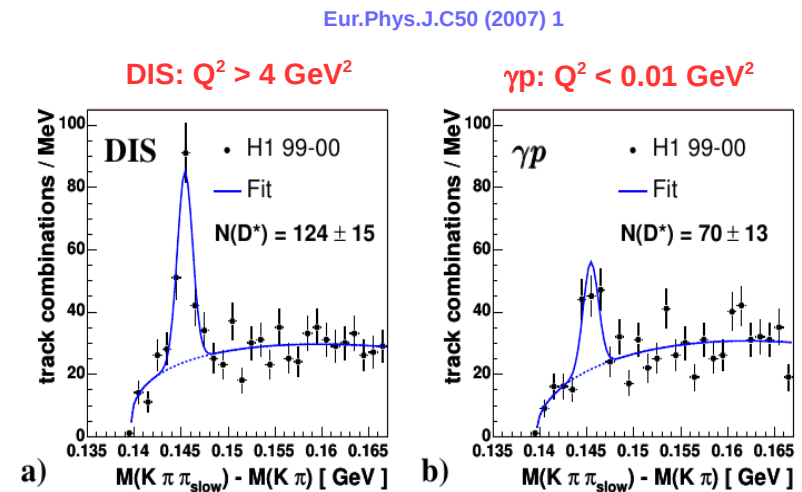 Eur.Phys.J.C50 (2007) 1
DIS: Q² > 4 GeV²
γp: Q² < 0.01 GeV²
track combinations / MeV
100
80
60
40
20
0
DIS
H1 99-00
Fit
N(D*) = 124 ± 15
0.135 0.14 0.145 0.15 0.155 0.16 0.165
a) M(K π π_slow) - M(K π) [ GeV ]
track combinations / MeV
100
80
60
40
20
0
γp
H1 99-00
Fit
N(D*) = 70 ± 13
0.135 0.14 0.145 0.15 0.155 0.16 0.165
b) M(K π π_slow) - M(K π) [ GeV ]